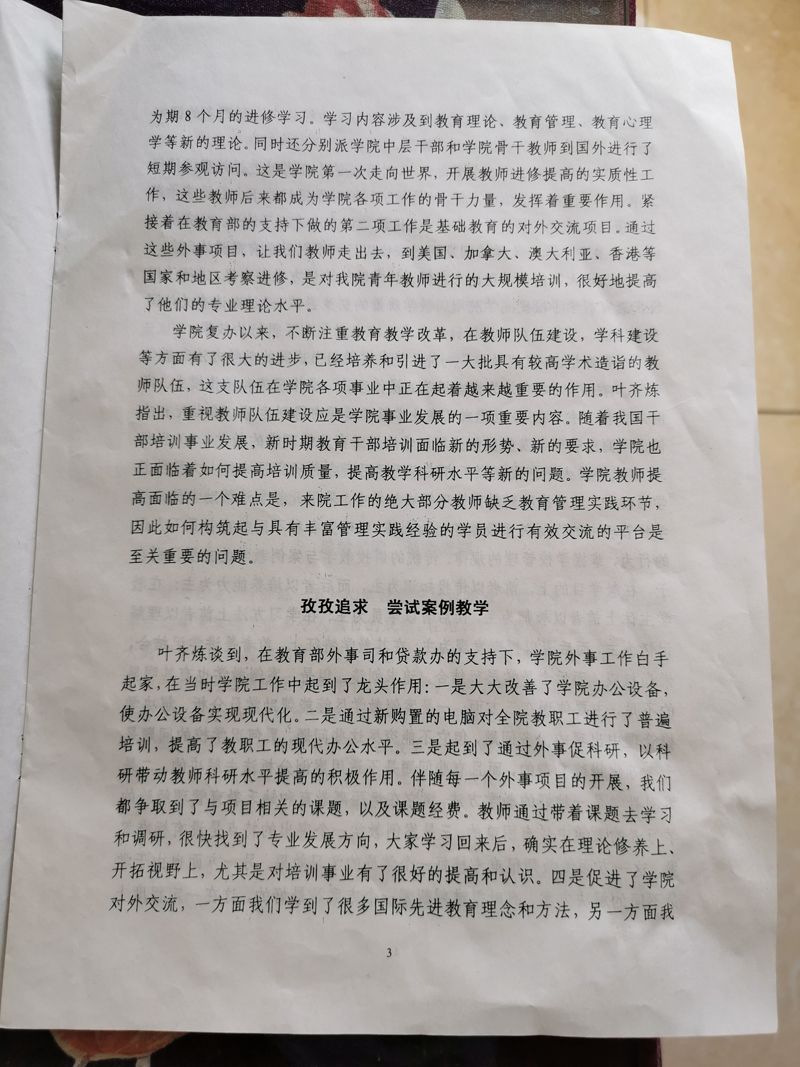 为期8个月的进修学习。学习内容涉及到教育理论、教育管理、教育心理
学等新的理论。同时还分别派学院中层干部和学院骨干教师到国外进行了
短期参观访问。这是学院第一次走向世界，开展教师进修提高的实质性工
作，这些教师后来都成为学院各项工作的骨干力量，发挥着重要作用。紧
接着在教育部的支持下做的第二项工作是基础教育的对外交流项目。通过
这些外事项目，让我们教师走出去，到美国、加拿大、澳大利亚、香港等
国家和地区考察进修，是对我院青年教师进行的大规模培训，很好地提高
了他们的专业理论水平。
学院复办以来，不断注重教育教学改革，在教师队伍建设，学科建设
等方面有了很大的进步，已经培养和引进了一大批具有较高学术造诣的教
师队伍，这支队伍在学院各项事业中正在起着越来越重要的作用。叶齐炼
指出，重视教师队伍建设应是学院事业发展的一项重要内容。随着我国干
部培训事业发展，新时期教育干部培训面临新的形势、新的要求，学院也
正面临着如何提高培训质量，提高教学科研水平等新的问题。学院教师提
高面临的一个难点是，来院工作的绝大部分教师缺乏教育管理实践环节，
因此如何构筑起与具有丰富管理实践经验的学员进行有效交流的平台是
至关重要的问题。
孜孜追求　尝试案例教学
叶齐炼谈到，在教育部外事司和贷款办的支持下，学院外事工作白手
起家，在当时学院工作中起到了龙头作用：一是大大改善了学院办公设备，
使办公设备实现现代化。二是通过新购置的电脑对全院教职工进行了普遍
培训，提高了教职工的现代办公水平。三是起到了通过外事促科研，以科
研带动教师科研水平提高的积极作用。伴随每一个外事项目的开展，我们
都争取到了与项目相关的课题，以及课题经费。教师通过带着课题去学习
和调研，很快找到了专业发展方向，大家学习回来后，确实在理论修养上、
开拓视野上，尤其是对培训事业有了很好的提高和认识。四是促进了学院
对外交流，一方面我们学到了很多国际先进教育理念和方法，另一方面我
3